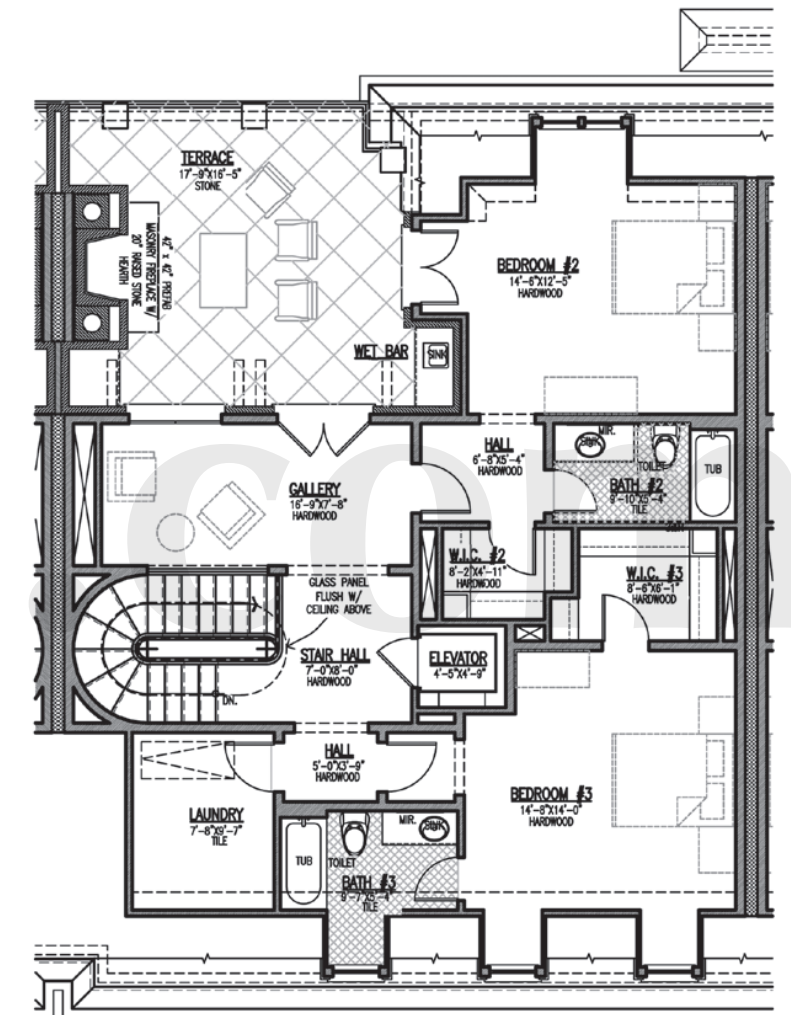 TERRACE
17'-9"X16'-5"
STONE
42" x 42" PREFAB
MASONRY FIREPLACE W/
20" RAISED STONE
HEARTH
BEDROOM #2
14'-6"X12'-5"
HARDWOOD
WET BAR
SINK
HALL
6'-8"X5'-4"
HARDWOOD
MIR.
SINK
TOILET
TUB
BATH #2
9'-10"X5'-4"
TILE
GALLERY
16'-9"X7'-8"
HARDWOOD
W.I.C. #2
8'-2"X4'-11"
HARDWOOD
W.I.C. #3
8'-6"X6'-1"
HARDWOOD
GLASS PANEL
FLUSH W/
CEILING ABOVE
STAIR HALL
7'-0"X8'-0"
HARDWOOD
ELEVATOR
4'-5"X4'-9"
DN.
HALL
5'-0"X3'-9"
HARDWOOD
BEDROOM #3
14'-8"X14'-0"
HARDWOOD
LAUNDRY
7'-8"X9'-7"
TILE
MIR.
SINK
TUB
TOILET
BATH #3
9'-7"X5'-4"
TILE
.com